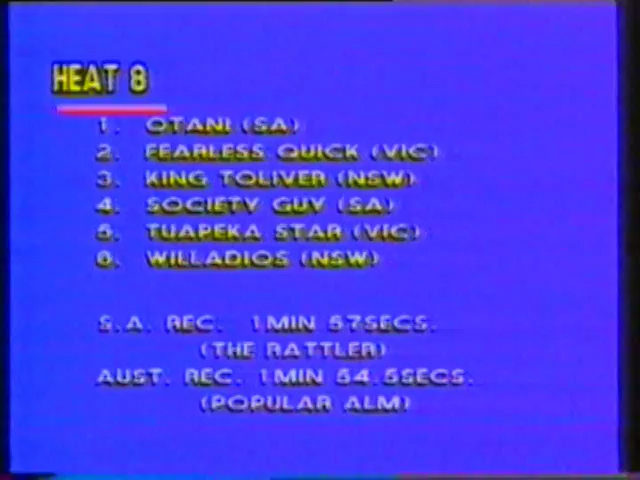 HEAT 8
1. OTANI (SA)
2. FEARLESS QUICK (VIC)
3. KING TOLIVER (NSW)
4. SOCIETY GUY (SA)
5. TUAPEKA STAR (VIC)
6. WILLADIOS (NSW)
S.A. REC. 1MIN 57SECS.
(THE RATTLER)
AUST. REC. 1MIN 54.5SECS.
(POPULAR ALM)